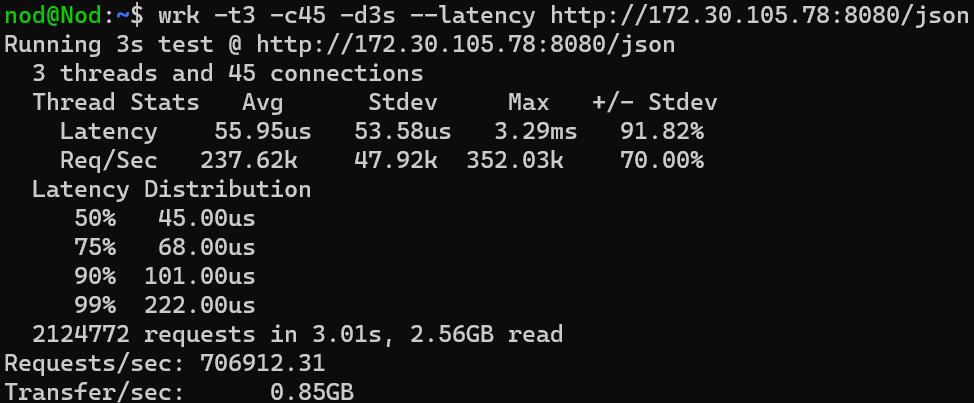 nod@Nod:~$ wrk -t3 -c45 -d3s --latency http://172.30.105.78:8080/json
Running 3s test @ http://172.30.105.78:8080/json
  3 threads and 45 connections
  Thread Stats   Avg      Stdev     Max   +/- Stdev
    Latency    55.95us   53.58us   3.29ms   91.82%
    Req/Sec   237.62k    47.92k  352.03k    70.00%
  Latency Distribution
     50%   45.00us
     75%   68.00us
     90%  101.00us
     99%  222.00us
  2124772 requests in 3.01s, 2.56GB read
Requests/sec: 706912.31
Transfer/sec:      0.85GB